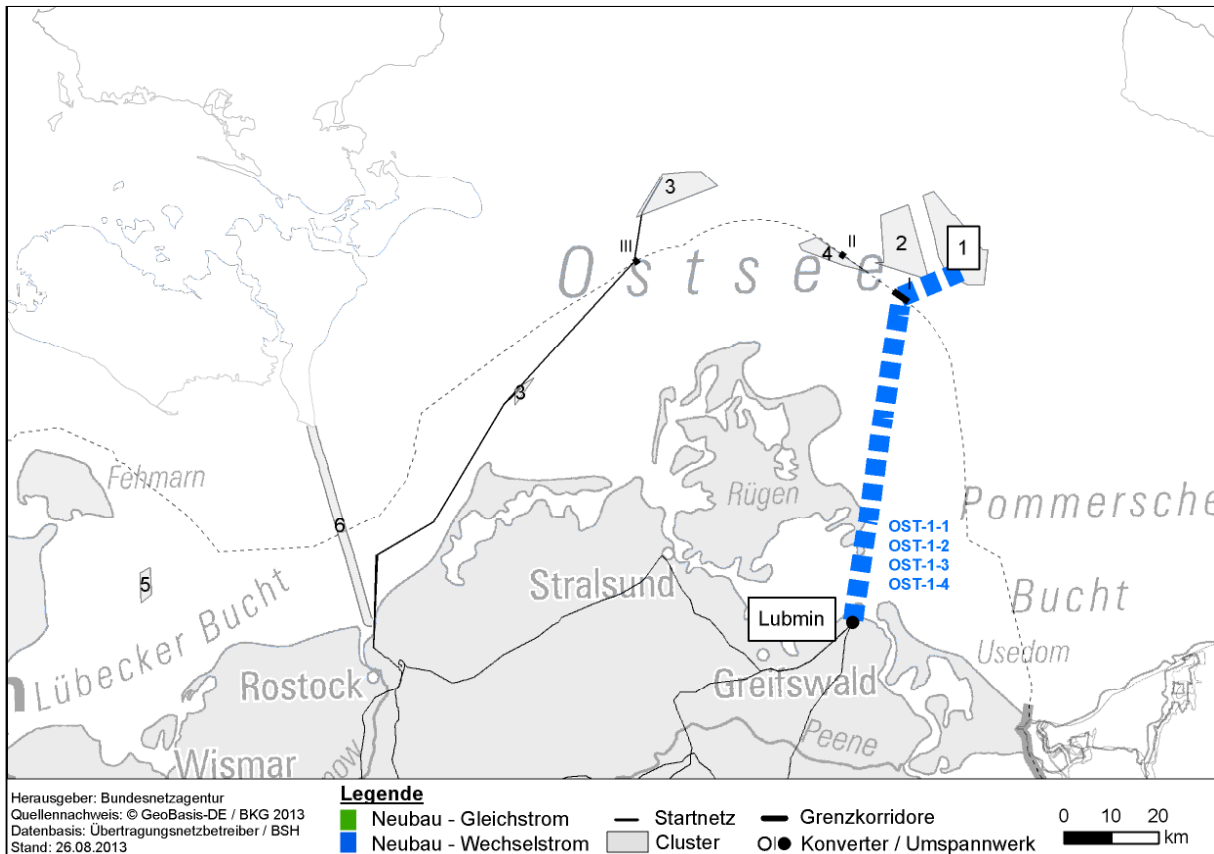 3
III
II
4
2
1
I
Ostsee
3
Fehmarn
Rügen
Pommersche
6
OST-1-1
OST-1-2
OST-1-3
OST-1-4
5
Stralsund
Bucht
Lübecker Bucht
Lubmin
Usedom
Rostock
Greifswald
Peene
Wismar
now
Herausgeber: Bundesnetzagentur
Quellennachweis: © GeoBasis-DE / BKG 2013
Datenbasis: Übertragungsnetzbetreiber / BSH
Stand: 26.08.2013
Legende
Neubau - Gleichstrom
Neubau - Wechselstrom
Startnetz
Cluster
Grenzkorridore
Konverter / Umspannwerk
0 10 20
km